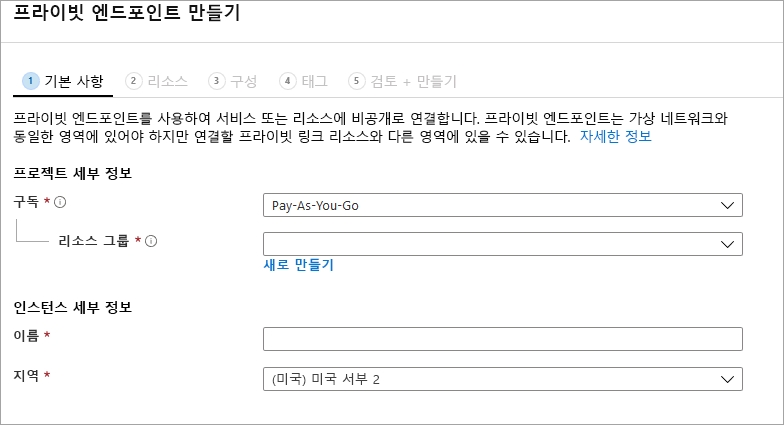 프라이빗 엔드포인트 만들기
1 기본 사항 2 리소스 3 구성 4 태그 5 검토 + 만들기
프라이빗 엔드포인트를 사용하여 서비스 또는 리소스에 비공개로 연결합니다. 프라이빗 엔드포인트는 가상 네트워크와
동일한 영역에 있어야 하지만 연결할 프라이빗 링크 리소스와 다른 영역에 있을 수 있습니다. 자세한 정보
프로젝트 세부 정보
구독 * Pay-As-You-Go
리소스 그룹 *
새로 만들기
인스턴스 세부 정보
이름 *
지역 * (미국) 미국 서부 2